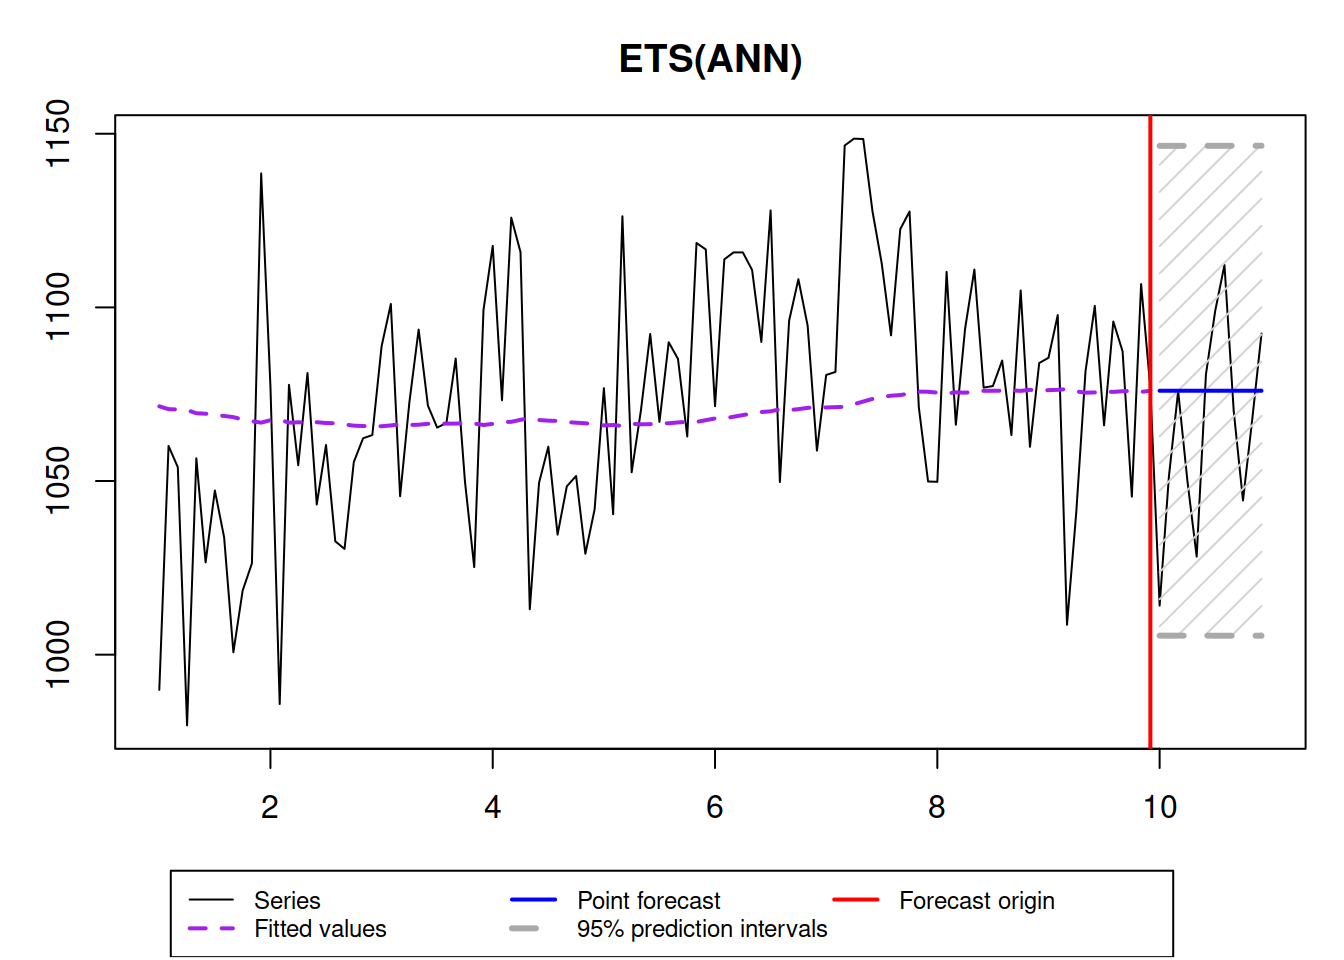 ETS(ANN)
1150
1100
1050
1000
2 4 6 8 10
Series Point forecast Forecast origin
Fitted values 95% prediction intervals